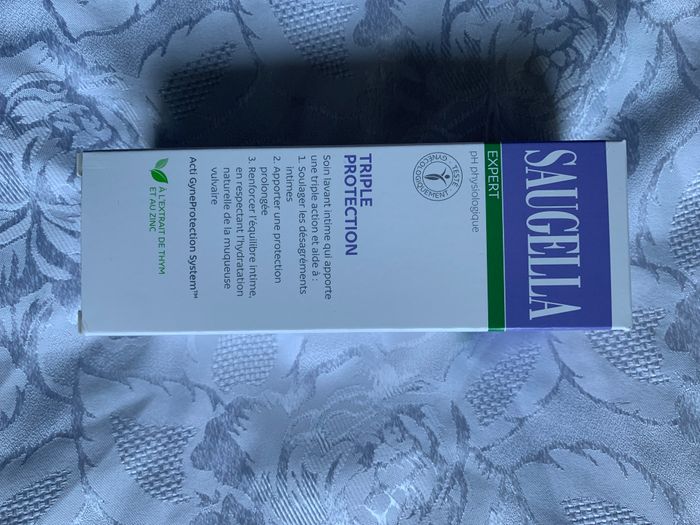 SAUGELLA
EXPERT
pH physiologique
TESTÉ
GYNÉCOLOGIQUEMENT
TRIPLE
PROTECTION
Soin lavant intime qui apporte
une triple action et aide à :
1. Soulager les désagréments
intimes
2. Apporter une protection
prolongée
3. Renforcer l'équilibre intime,
en respectant l'hydratation
naturelle de la muqueuse
vulvaire
Acti GyneProtection System™
À L'EXTRAIT DE THYM
ET AU ZINC